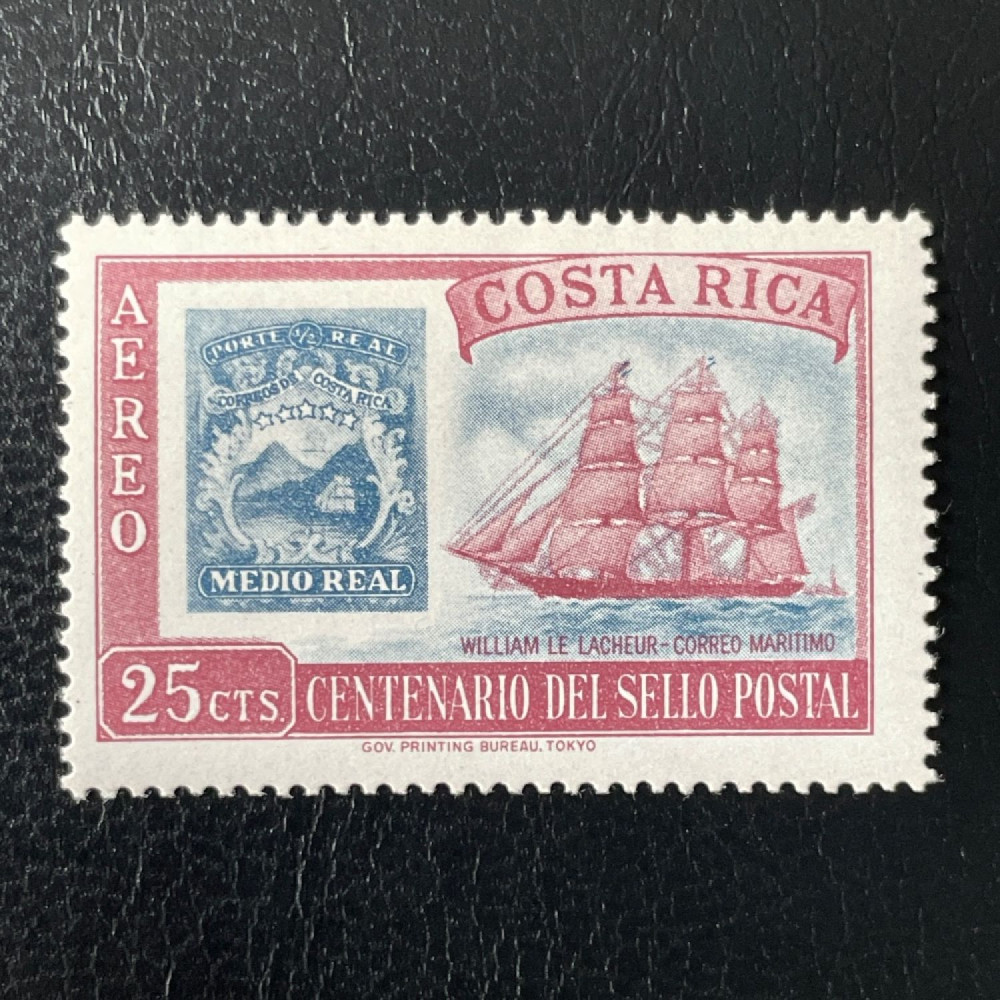 COSTA RICA
AEREO
PORTE 1/2 REAL
CORREOS DE COSTA RICA
MEDIO REAL
WILLIAM LE LACHEUR-CORREO MARITIMO
25 CTS. CENTENARIO DEL SELLO POSTAL
GOV. PRINTING BUREAU. TOKYO